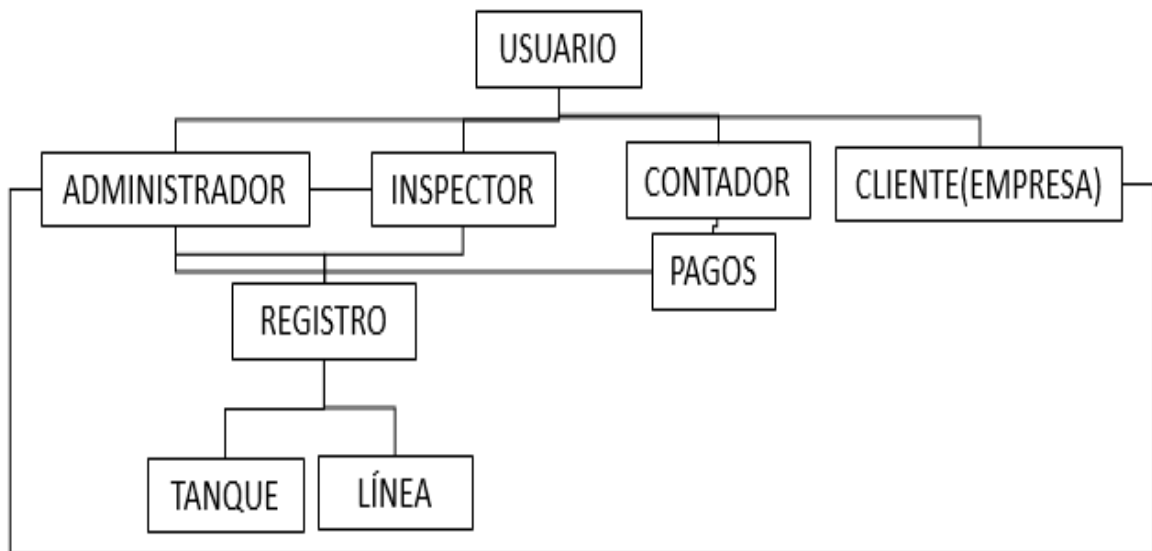 USUARIO
ADMINISTRADOR
INSPECTOR
CONTADOR
CLIENTE(EMPRESA)
PAGOS
REGISTRO
TANQUE
LÍNEA